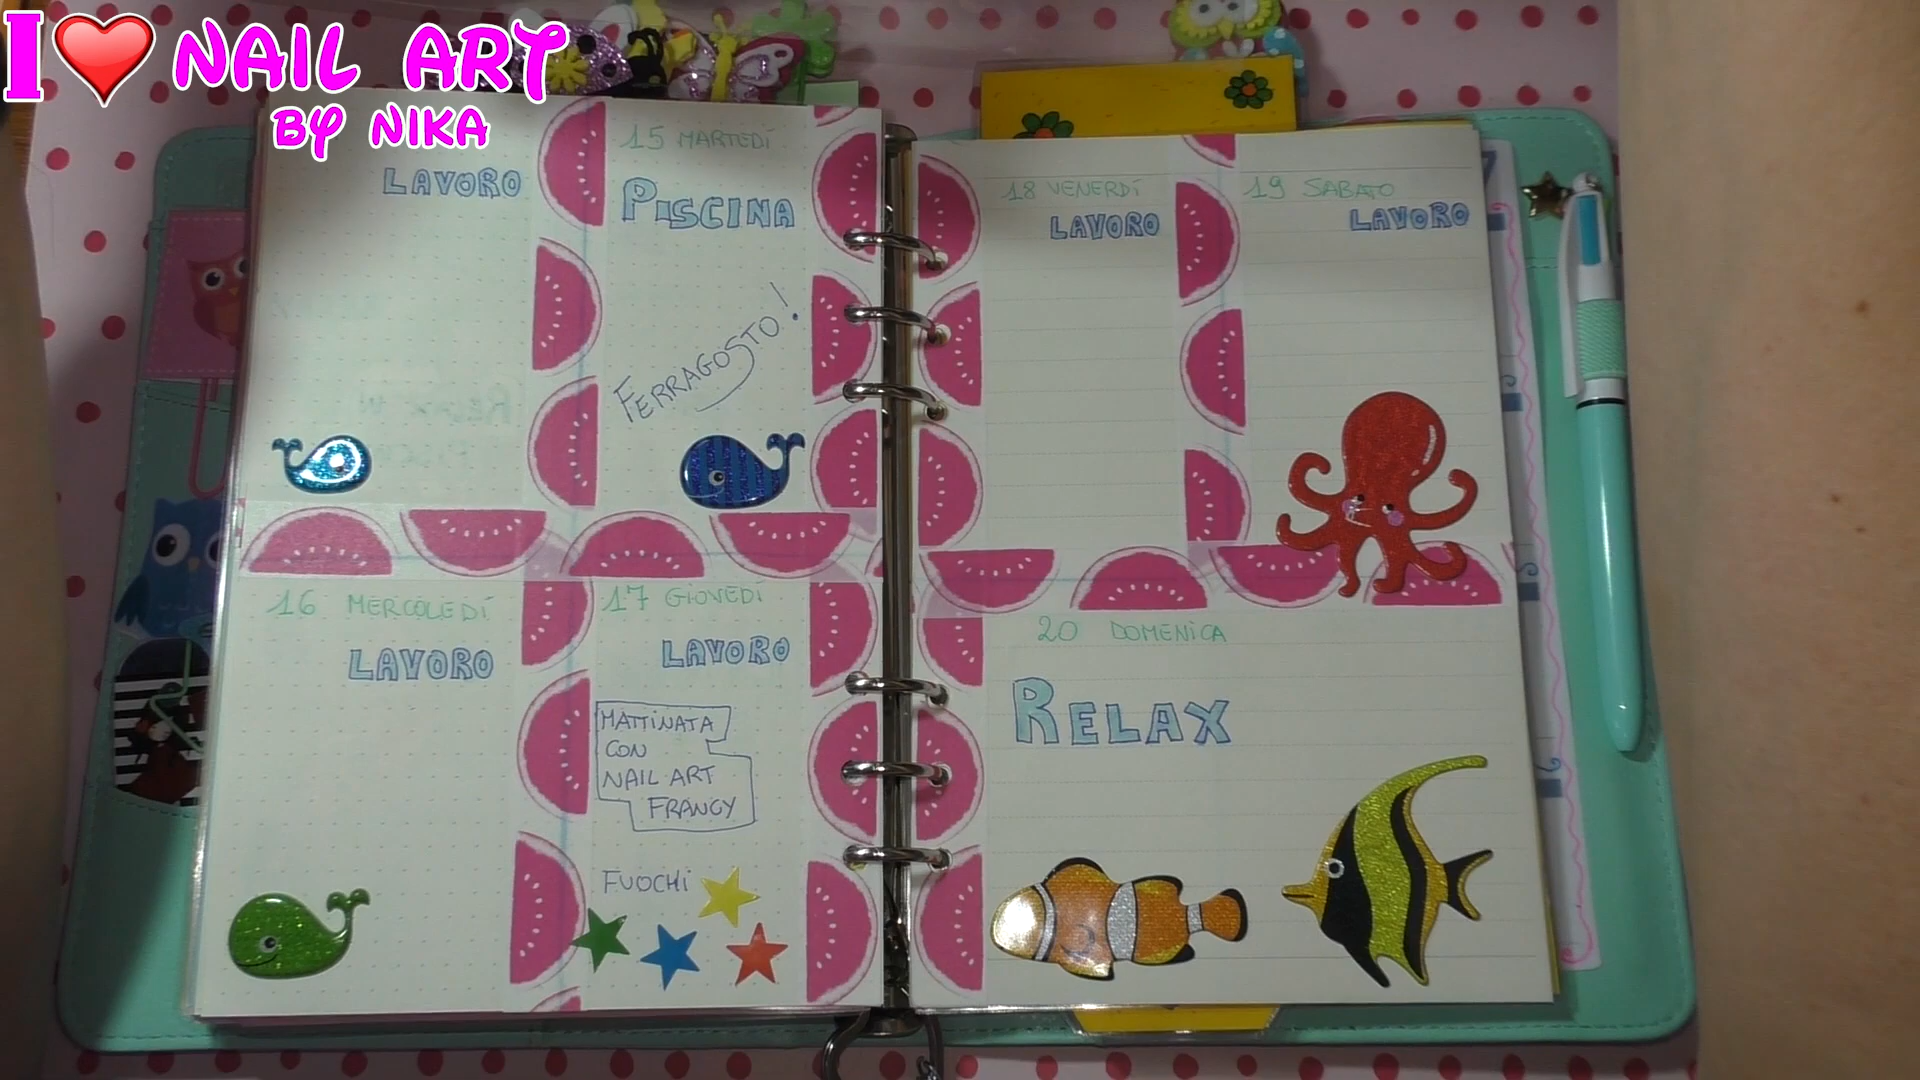 I ❤ NAIL ART
BY NIKA
LAVORO
15 MARTEDÌ
PISCINA
FERRAGOSTO!
16 MERCOLEDÌ
LAVORO
17 GIOVEDÌ
LAVORO
MATTINATA
CON
NAIL ART
FRANCY
FUOCHI
18 VENERDÌ
LAVORO
19 SABATO
LAVORO
20 DOMENICA
RELAX